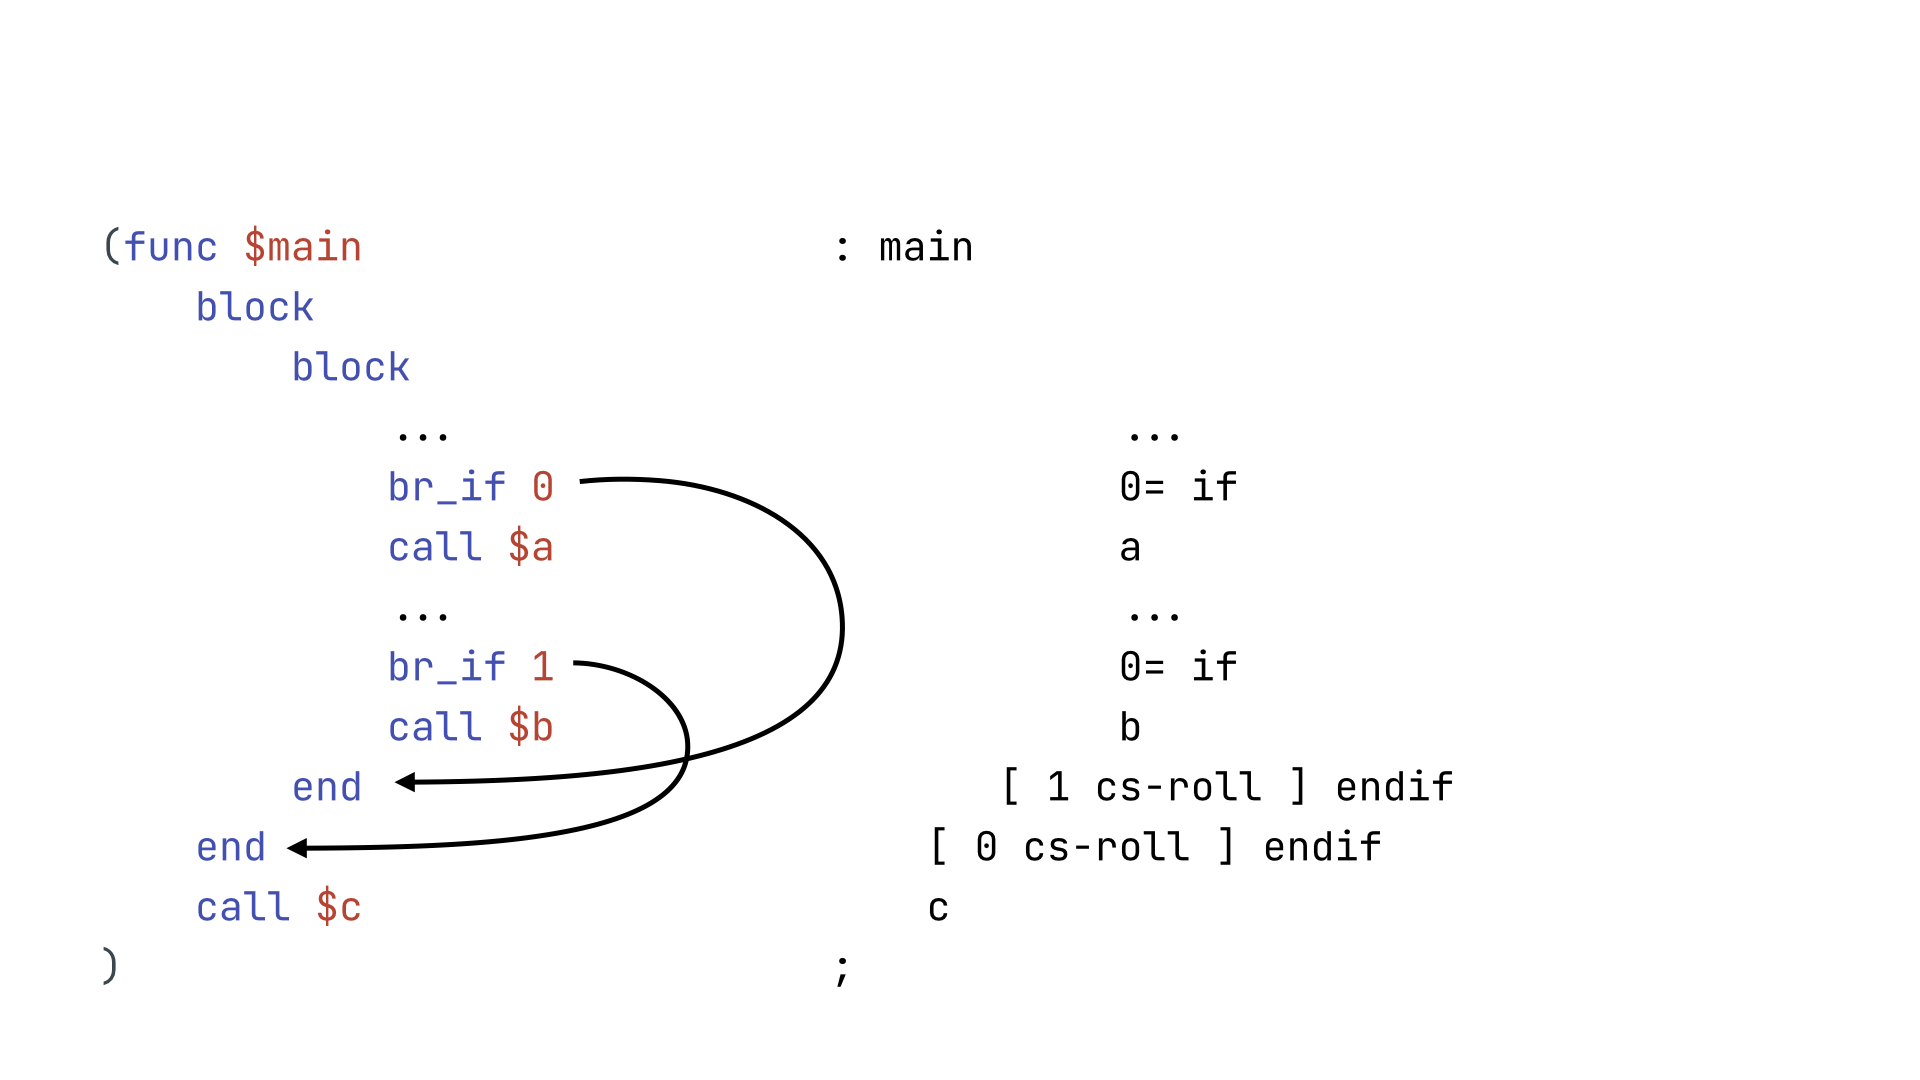 (func $main
    block
        block
            ...
            br_if 0
            call $a
            ...
            br_if 1
            call $b
        end
    end
    call $c
)
: main
            ...
            0= if
            a
            ...
            0= if
            b
       [ 1 cs-roll ] endif
    [ 0 cs-roll ] endif
    c
;